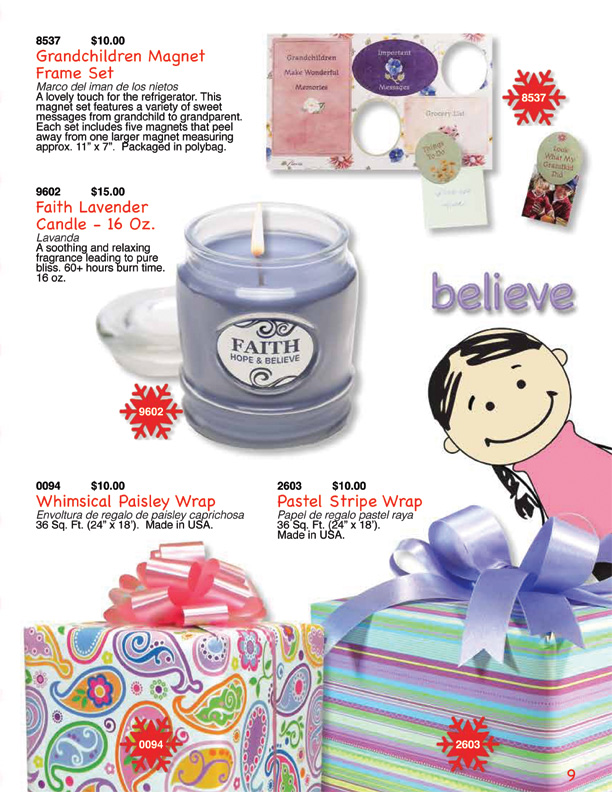 8537 $10.00
Grandchildren Magnet
Frame Set
Marco del iman de los nietos
A lovely touch for the refrigerator. This
magnet set features a variety of sweet
messages from grandchild to grandparent.
Each set includes five magnets that peel
away from one larger magnet measuring
approx. 11” x 7”. Packaged in polybag.
Grandchildren
Make Wonderful
Memories
Important
Messages
Grocery List
Things
To Do
Look
What My
Grandkid
Did
8537
9602 $15.00
Faith Lavender
Candle – 16 Oz.
Lavanda
A soothing and relaxing
fragrance leading to pure
bliss. 60+ hours burn time.
16 oz.
FAITH
HOPE & BELIEVE
9602
believe
0094 $10.00
Whimsical Paisley Wrap
Envoltura de regalo de paisley caprichosa
36 Sq. Ft. (24” x 18’). Made in USA.
2603 $10.00
Pastel Stripe Wrap
Papel de regalo pastel raya
36 Sq. Ft. (24” x 18’).
Made in USA.
0094
2603
9